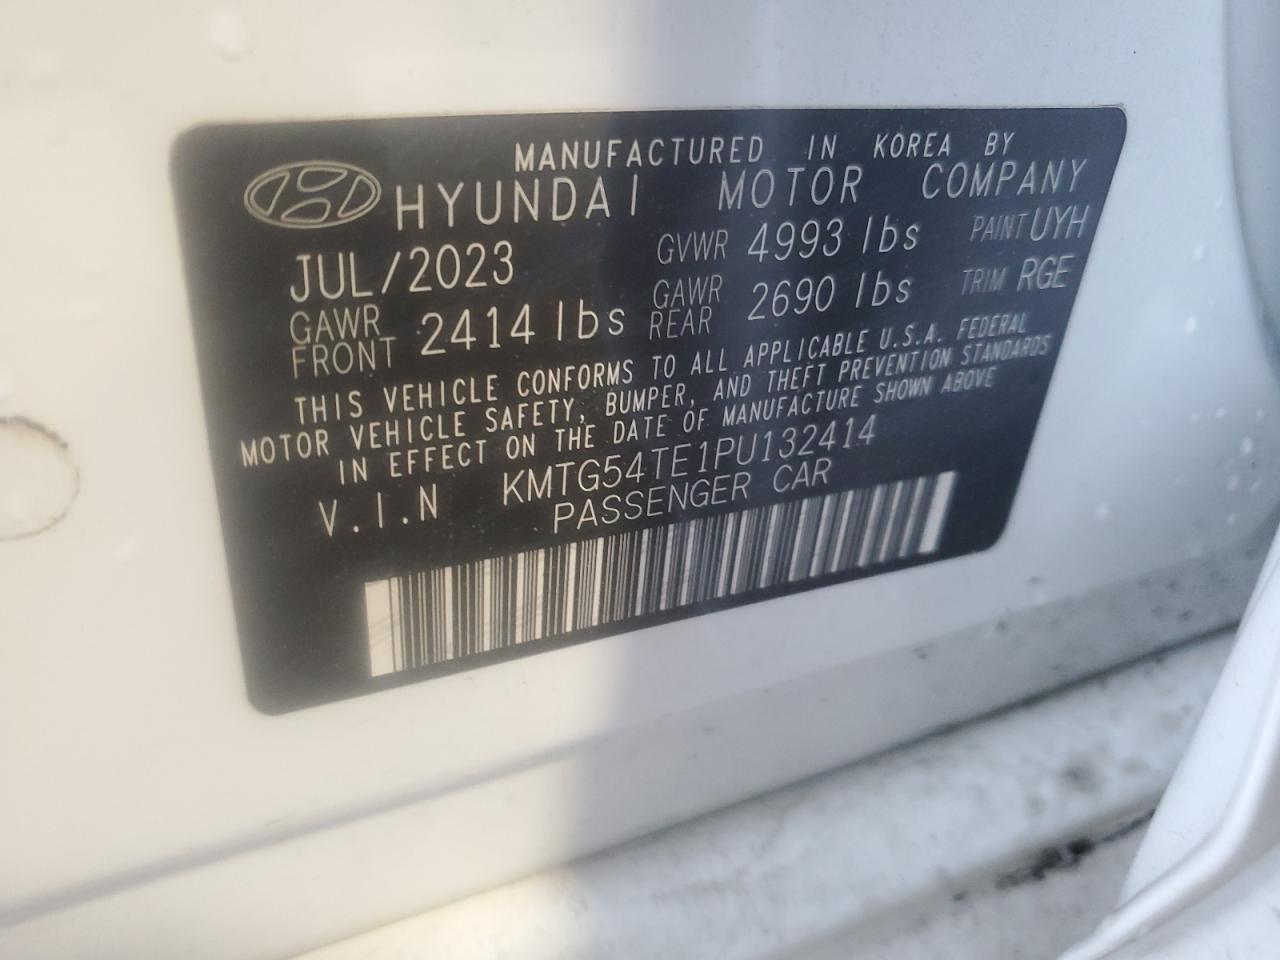 MANUFACTURED IN KOREA BY
HYUNDAI MOTOR COMPANY
JUL/2023 GVWR 4993 lbs PAINT UYH
GAWR FRONT 2414 lbs GAWR REAR 2690 lbs TRIM RGE
THIS VEHICLE CONFORMS TO ALL APPLICABLE U.S.A. FEDERAL
MOTOR VEHICLE SAFETY, BUMPER, AND THEFT PREVENTION STANDARDS
IN EFFECT ON THE DATE OF MANUFACTURE SHOWN ABOVE
V.I.N KMTG54TE1PU132414
PASSENGER CAR